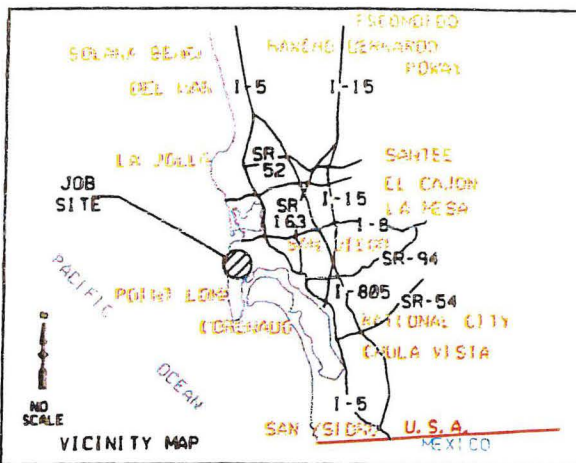 ESCONDIDO
RANCHO BERNARDO
SOLANA BEACH
POWAY
DEL MAR
I-5
I-15
LA JOLLA
SR 52
SANTEE
JOB SITE
EL CAJON
I-15
SR 163
LA MESA
I-8
SAN DIEGO
SR-94
PACIFIC
I-805
POINT LOMA
SR-54
CORONADO
NATIONAL CITY
CHULA VISTA
OCEAN
NO SCALE
I-5
SAN YSIDRO
U.S.A.
MEXICO
VICINITY MAP